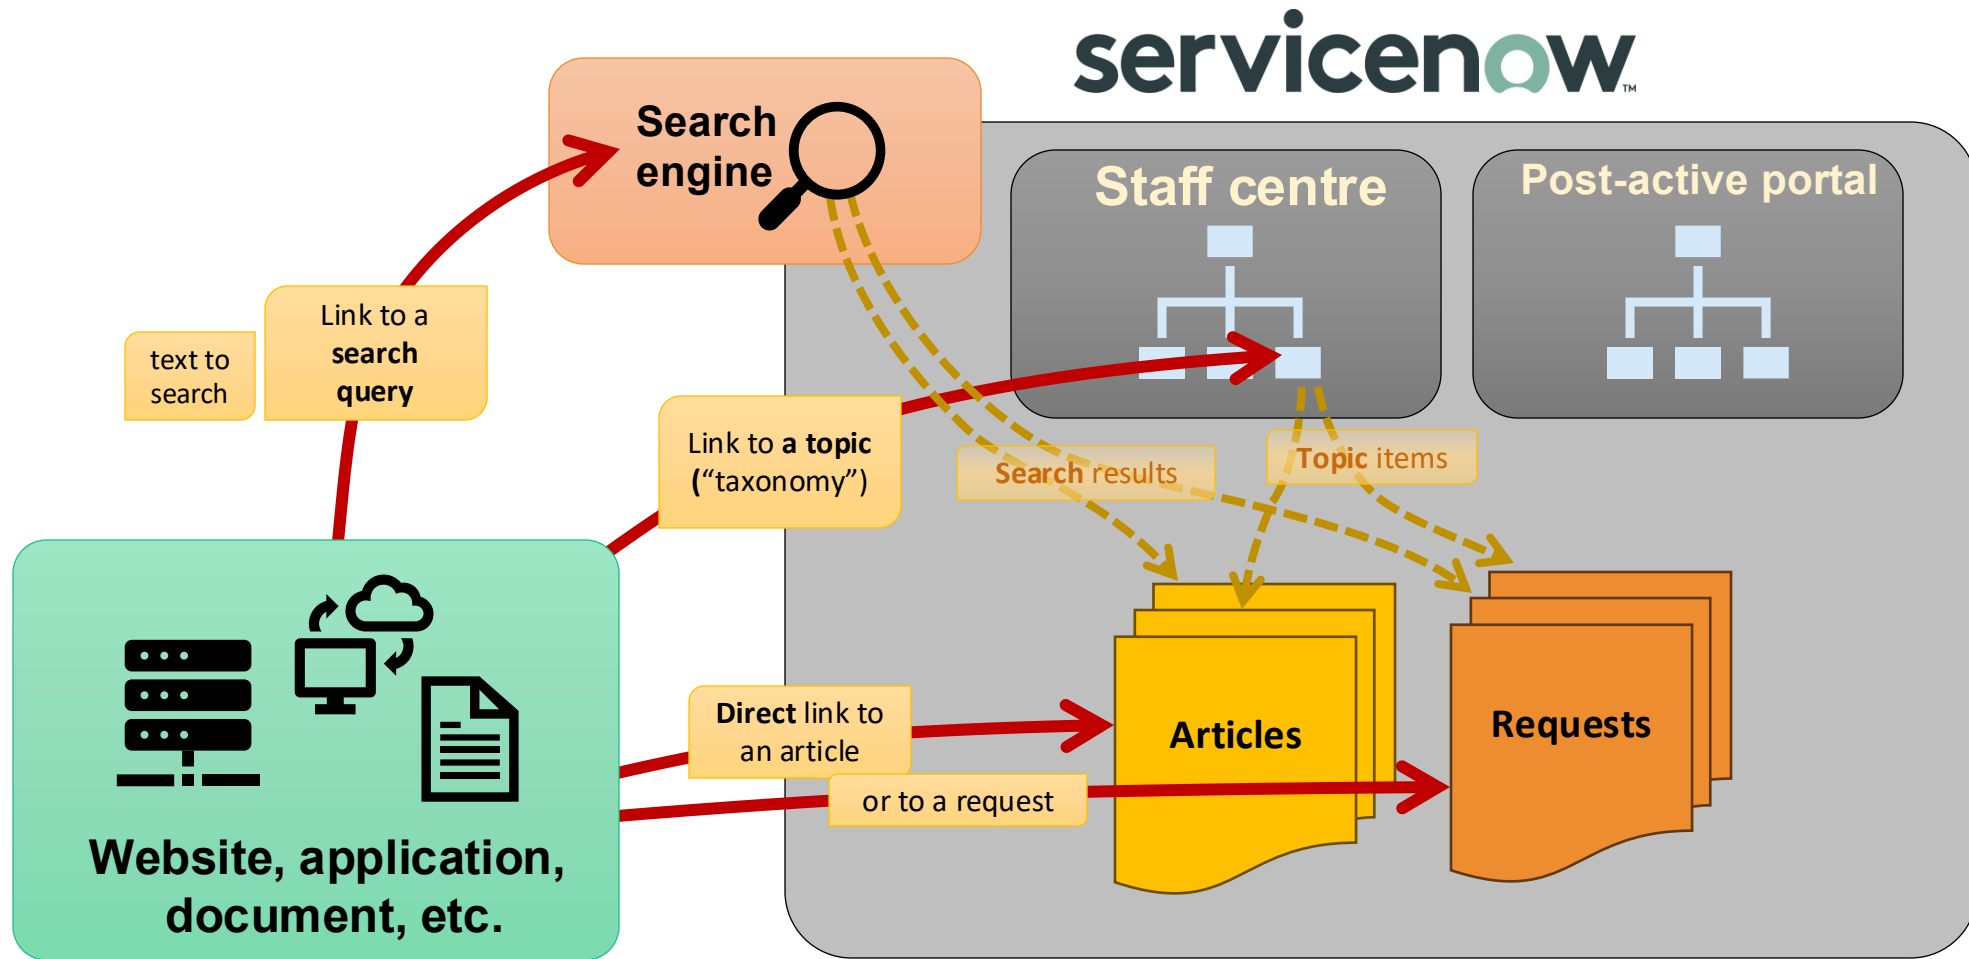 servicenow™
Search
engine
Staff centre
Post-active portal
Link to a
search
query
text to
search
Link to a topic
(“taxonomy”)
Search results
Topic items
Direct link to
an article
or to a request
Articles
Requests
Website, application,
document, etc.